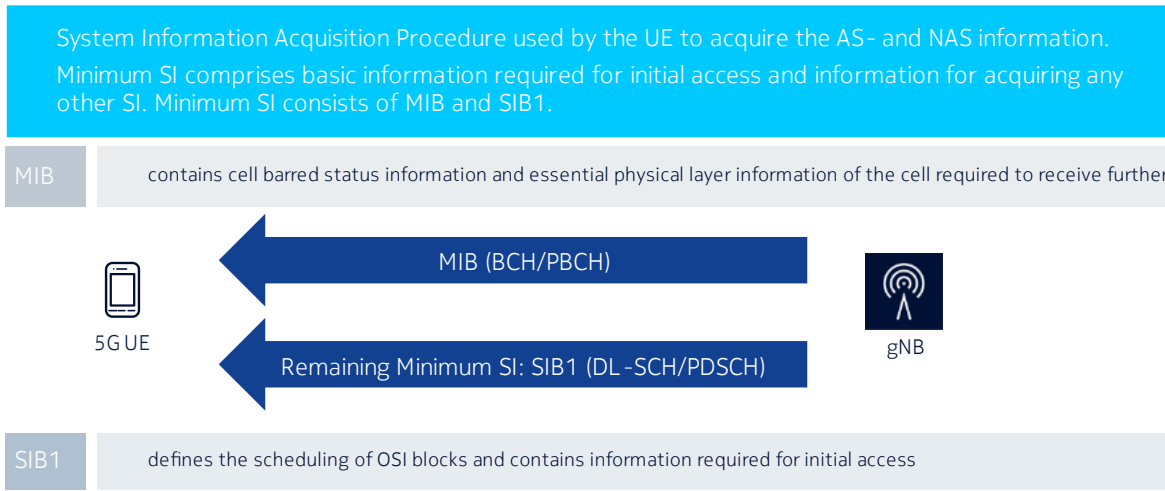 System Information Acquisition Procedure used by the UE to acquire the AS- and NAS information.
Minimum SI comprises basic information required for initial access and information for acquiring any
other SI. Minimum SI consists of MIB and SIB1.
MIB
contains cell barred status information and essential physical layer information of the cell required to receive further
MIB (BCH/PBCH)
5G UE
gNB
Remaining Minimum SI: SIB1 (DL-SCH/PDSCH)
SIB1
defines the scheduling of OSI blocks and contains information required for initial access